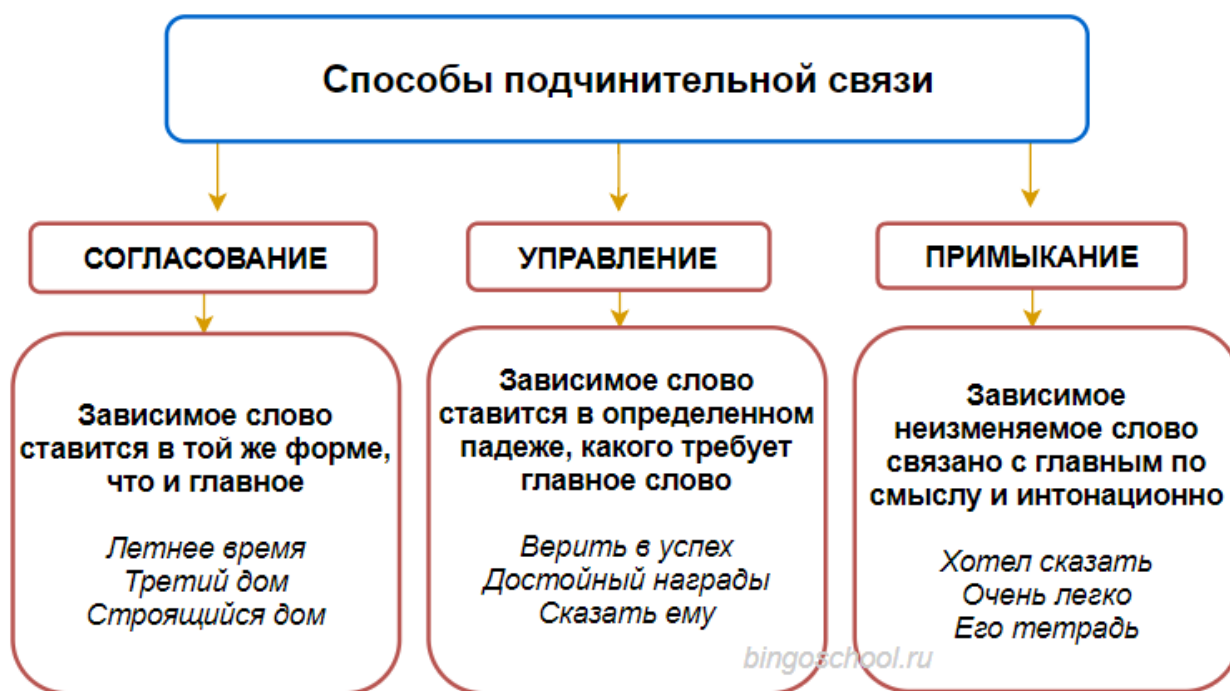 Способы подчинительной связи
СОГЛАСОВАНИЕ
УПРАВЛЕНИЕ
ПРИМЫКАНИЕ
Зависимое слово
ставится в той же форме,
что и главное
Летнее время
Третий дом
Строящийся дом
Зависимое слово
ставится в определенном
падеже, какого требует
главное слово
Верить в успех
Достойный награды
Сказать ему
Зависимое
неизменяемое слово
связано с главным по
смыслу и интонационно
Хотел сказать
Очень легко
Его тетрадь
bingoschool.ru